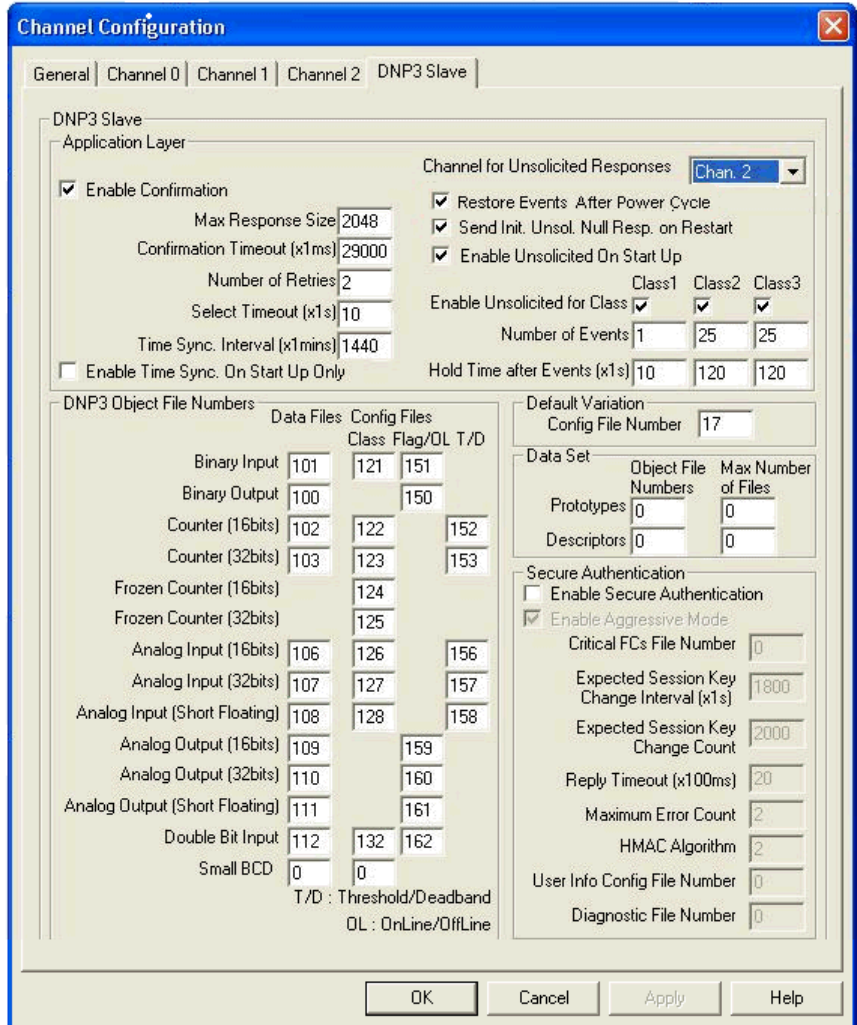 Channel Configuration
General Channel 0 Channel 1 Channel 2 DNP3 Slave
DNP3 Slave
Application Layer
Channel for Unsolicited Responses Chan. 2
Enable Confirmation
Restore Events After Power Cycle
Max Response Size 2048
Send Init. Unsol. Null Resp. on Restart
Confirmation Timeout (x1ms) 29000
Enable Unsolicited On Start Up
Number of Retries 2
Class1 Class2 Class3
Enable Unsolicited for Class
Select Timeout (x1s) 10
Number of Events 1 25 25
Time Sync. Interval (x1mins) 1440
Enable Time Sync. On Start Up Only
Hold Time after Events (x1s) 10 120 120
DNP3 Object File Numbers
Data Files Config Files
Class Flag/OL T/D
Binary Input 101 121 151
Binary Output 100 150
Counter (16bits) 102 122 152
Counter (32bits) 103 123 153
Frozen Counter (16bits) 124
Frozen Counter (32bits) 125
Analog Input (16bits) 106 126 156
Analog Input (32bits) 107 127 157
Analog Input (Short Floating) 108 128 158
Analog Output (16bits) 109 159
Analog Output (32bits) 110 160
Analog Output (Short Floating) 111 161
Double Bit Input 112 132 162
Small BCD 0 0
T/D : Threshold/Deadband
OL : OnLine/OffLine
Default Variation
Config File Number 17
Data Set
Object File Max Number
Numbers of Files
Prototypes 0 0
Descriptors 0 0
Secure Authentication
Enable Secure Authentication
Enable Aggressive Mode
Critical FCs File Number 0
Expected Session Key
Change Interval (x1s) 1800
Expected Session Key
Change Count 2000
Reply Timeout (x100ms) 20
Maximum Error Count 2
HMAC Algorithm 2
User Info Config File Number 0
Diagnostic File Number 0
OK Cancel Apply Help